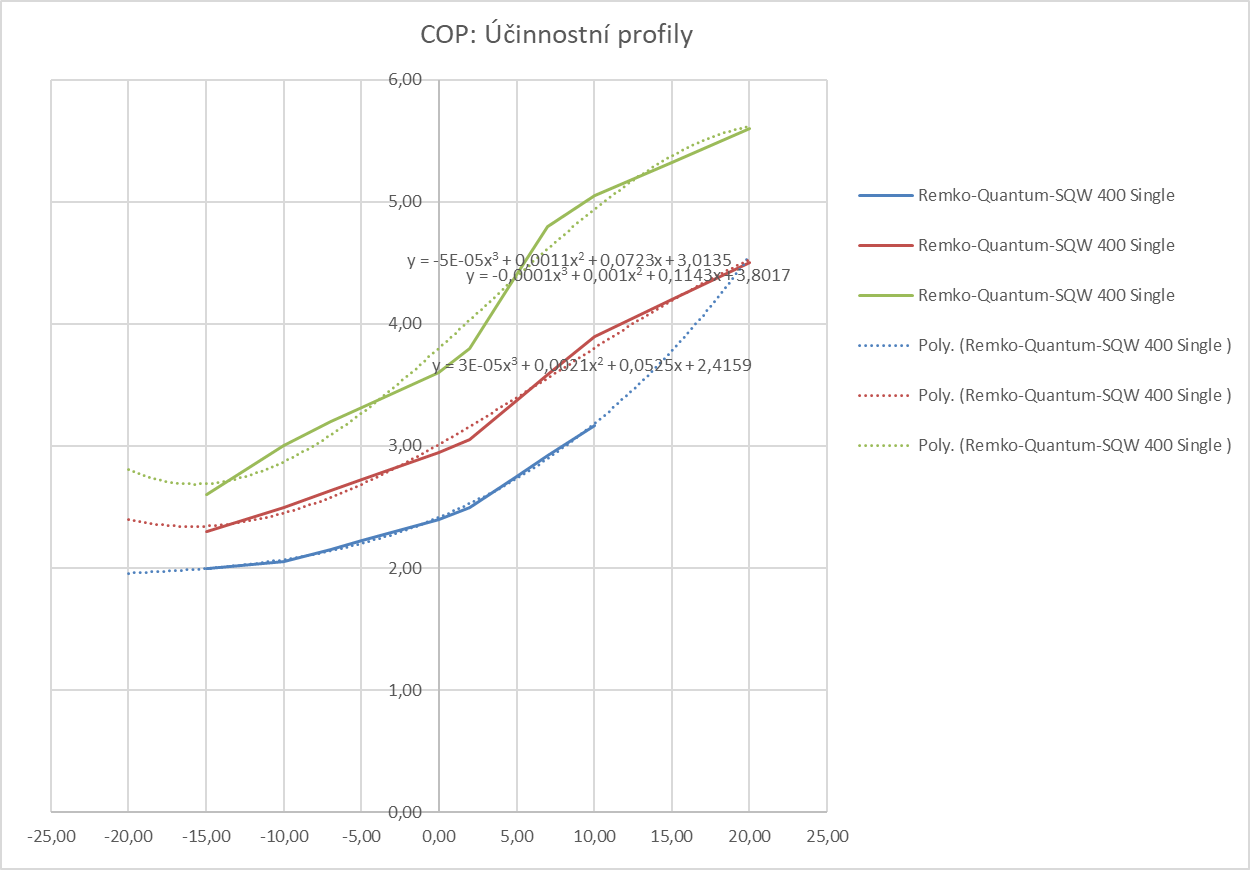 COP: Účinnostní profily
6,00
5,00
4,00
3,00
2,00
1,00
0,00
y = -5E-05x³ + 0,0011x² + 0,0723x + 3,0135
y = -0,0001x³ + 0,001x² + 0,1143x + 3,8017
y = 3E-05x³ + 0,0021x² + 0,0525x + 2,4159
-25,00 -20,00 -15,00 -10,00 -5,00 0,00 5,00 10,00 15,00 20,00 25,00
Remko-Quantum-SQW 400 Single
Remko-Quantum-SQW 400 Single
Remko-Quantum-SQW 400 Single
Poly. (Remko-Quantum-SQW 400 Single )
Poly. (Remko-Quantum-SQW 400 Single )
Poly. (Remko-Quantum-SQW 400 Single )